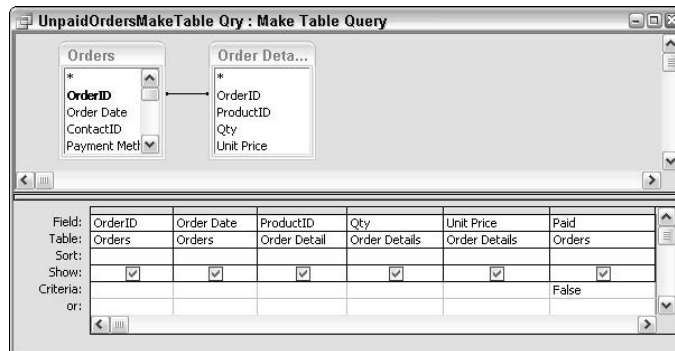 UnpaidOrdersMakeTable Qry : Make Table Query
Orders
*
OrderID
Order Date
ContactID
Payment Meth
Order Deta...
*
OrderID
ProductID
Qty
Unit Price
Field: OrderID Order Date ProductID Qty Unit Price Paid
Table: Orders Orders Order Detail Order Details Order Details Orders
Sort:
Show:
Criteria: False
or: